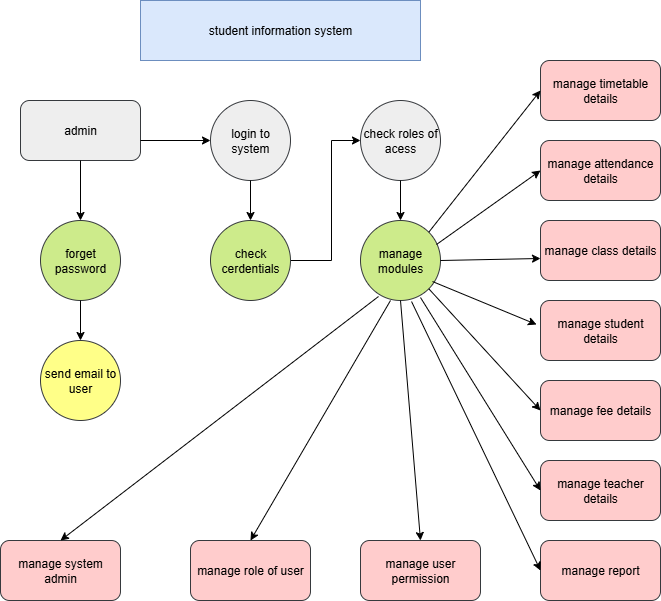 student information system
admin
login to
system
check roles of
acess
manage timetable
details
manage attendance
details
forget
password
check
cerdentials
manage
modules
manage class details
manage student
details
send email to
user
manage fee details
manage teacher
details
manage system
admin
manage role of user
manage user
permission
manage report